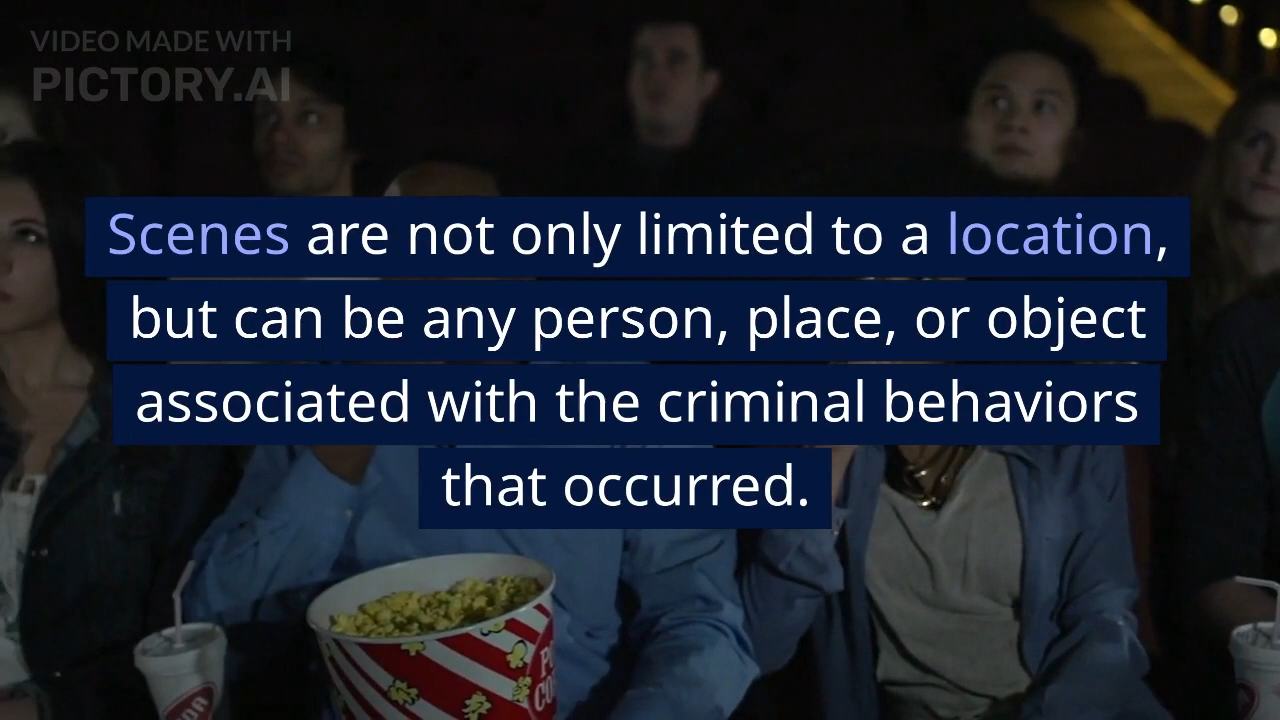 VIDEO MADE WITH
PICTORY.AI
Scenes are not only limited to a location,
but can be any person, place, or object
associated with the criminal behaviors
that occurred.